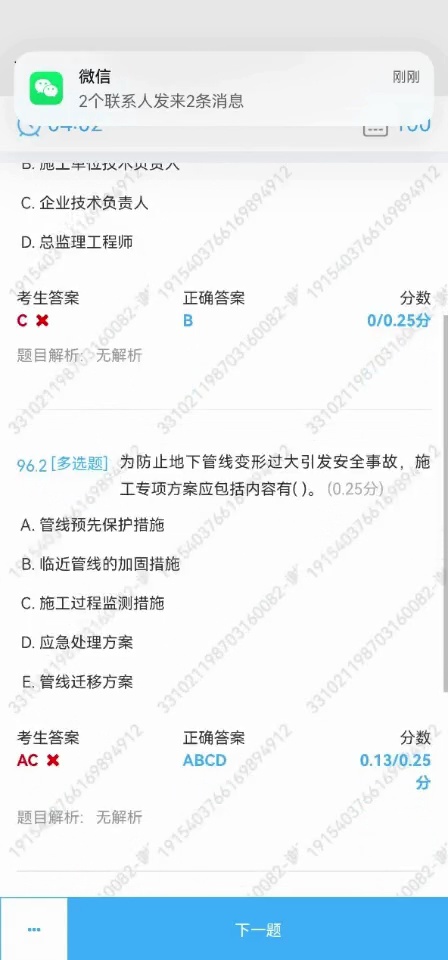 微信
刚刚
2个联系人发来2条消息
B. 施工单位技术负责人
C. 企业技术负责人
D. 总监理工程师
考生答案 正确答案 分数
C B 0/0.25分
题目解析: 无解析
96.2 [多选题] 为防止地下管线变形过大引发安全事故，施
工专项方案应包括内容有( )。 (0.25分)
A. 管线预先保护措施
B. 临近管线的加固措施
C. 施工过程监测措施
D. 应急处理方案
E. 管线迁移方案
考生答案 正确答案 分数
AC ABCD 0.13/0.25
分
题目解析: 无解析
... 下一题